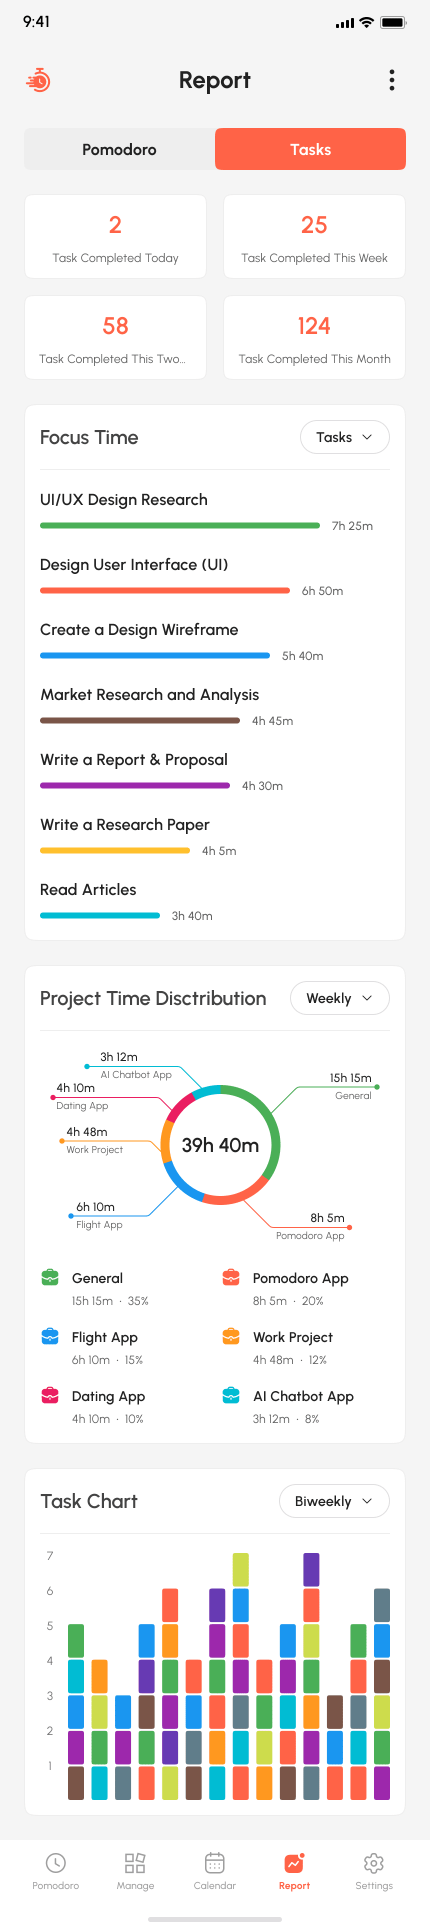 9:41
Report
Pomodoro Tasks
2 25
Task Completed Today Task Completed This Week
58 124
Task Completed This Two... Task Completed This Month
Focus Time Tasks
UI/UX Design Research
7h 25m
Design User Interface (UI)
6h 50m
Create a Design Wireframe
5h 40m
Market Research and Analysis
4h 45m
Write a Report & Proposal
4h 30m
Write a Research Paper
4h 5m
Read Articles
3h 40m
Project Time Disctribution Weekly
3h 12m
AI Chatbot App
15h 15m
General
4h 10m
Dating App
4h 48m
Work Project
39h 40m
6h 10m
Flight App
8h 5m
Pomodoro App
General Pomodoro App
15h 15m · 35% 8h 5m · 20%
Flight App Work Project
6h 10m · 15% 4h 48m · 12%
Dating App AI Chatbot App
4h 10m · 10% 3h 12m · 8%
Task Chart Biweekly
7
6
5
4
3
2
1
Pomodoro Manage Calendar Report Settings